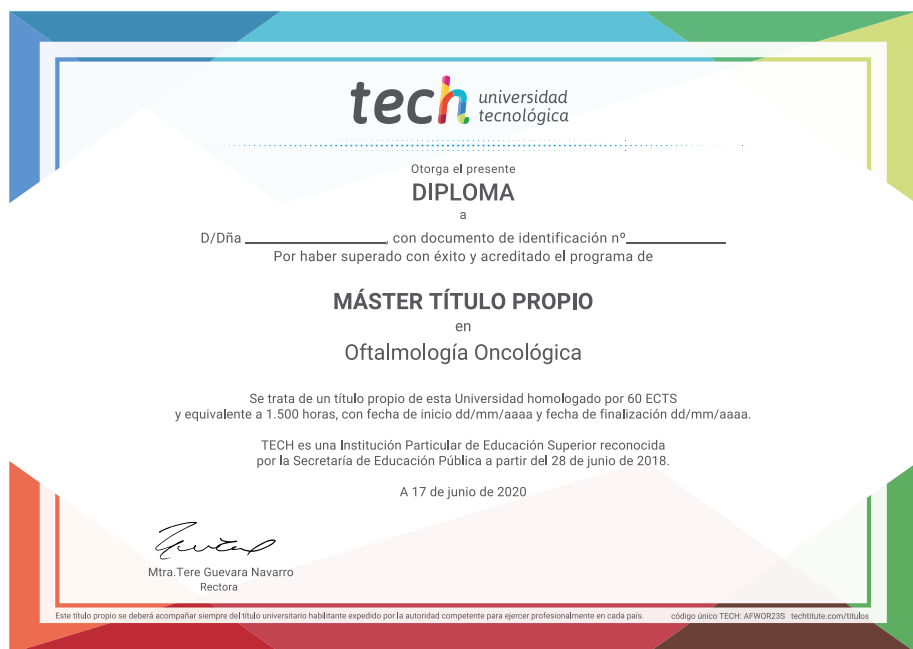 tech universidad
tecnológica
Otorga el presente
DIPLOMA
a
D/Dña ____________________, con documento de identificación nº______________
Por haber superado con éxito y acreditado el programa de
MÁSTER TÍTULO PROPIO
en
Oftalmología Oncológica
Se trata de un título propio de esta Universidad homologado por 60 ECTS
y equivalente a 1.500 horas, con fecha de inicio dd/mm/aaaa y fecha de finalización dd/mm/aaaa.
TECH es una Institución Particular de Educación Superior reconocida
por la Secretaría de Educación Pública a partir del 28 de junio de 2018.
A 17 de junio de 2020
Mtra.Tere Guevara Navarro
Rectora
Este título propio se deberá acompañar siempre del título universitario habilitante expedido por la autoridad competente para ejercer profesionalmente en cada país. código único TECH: AFWOR23S techtitute.com/titulos